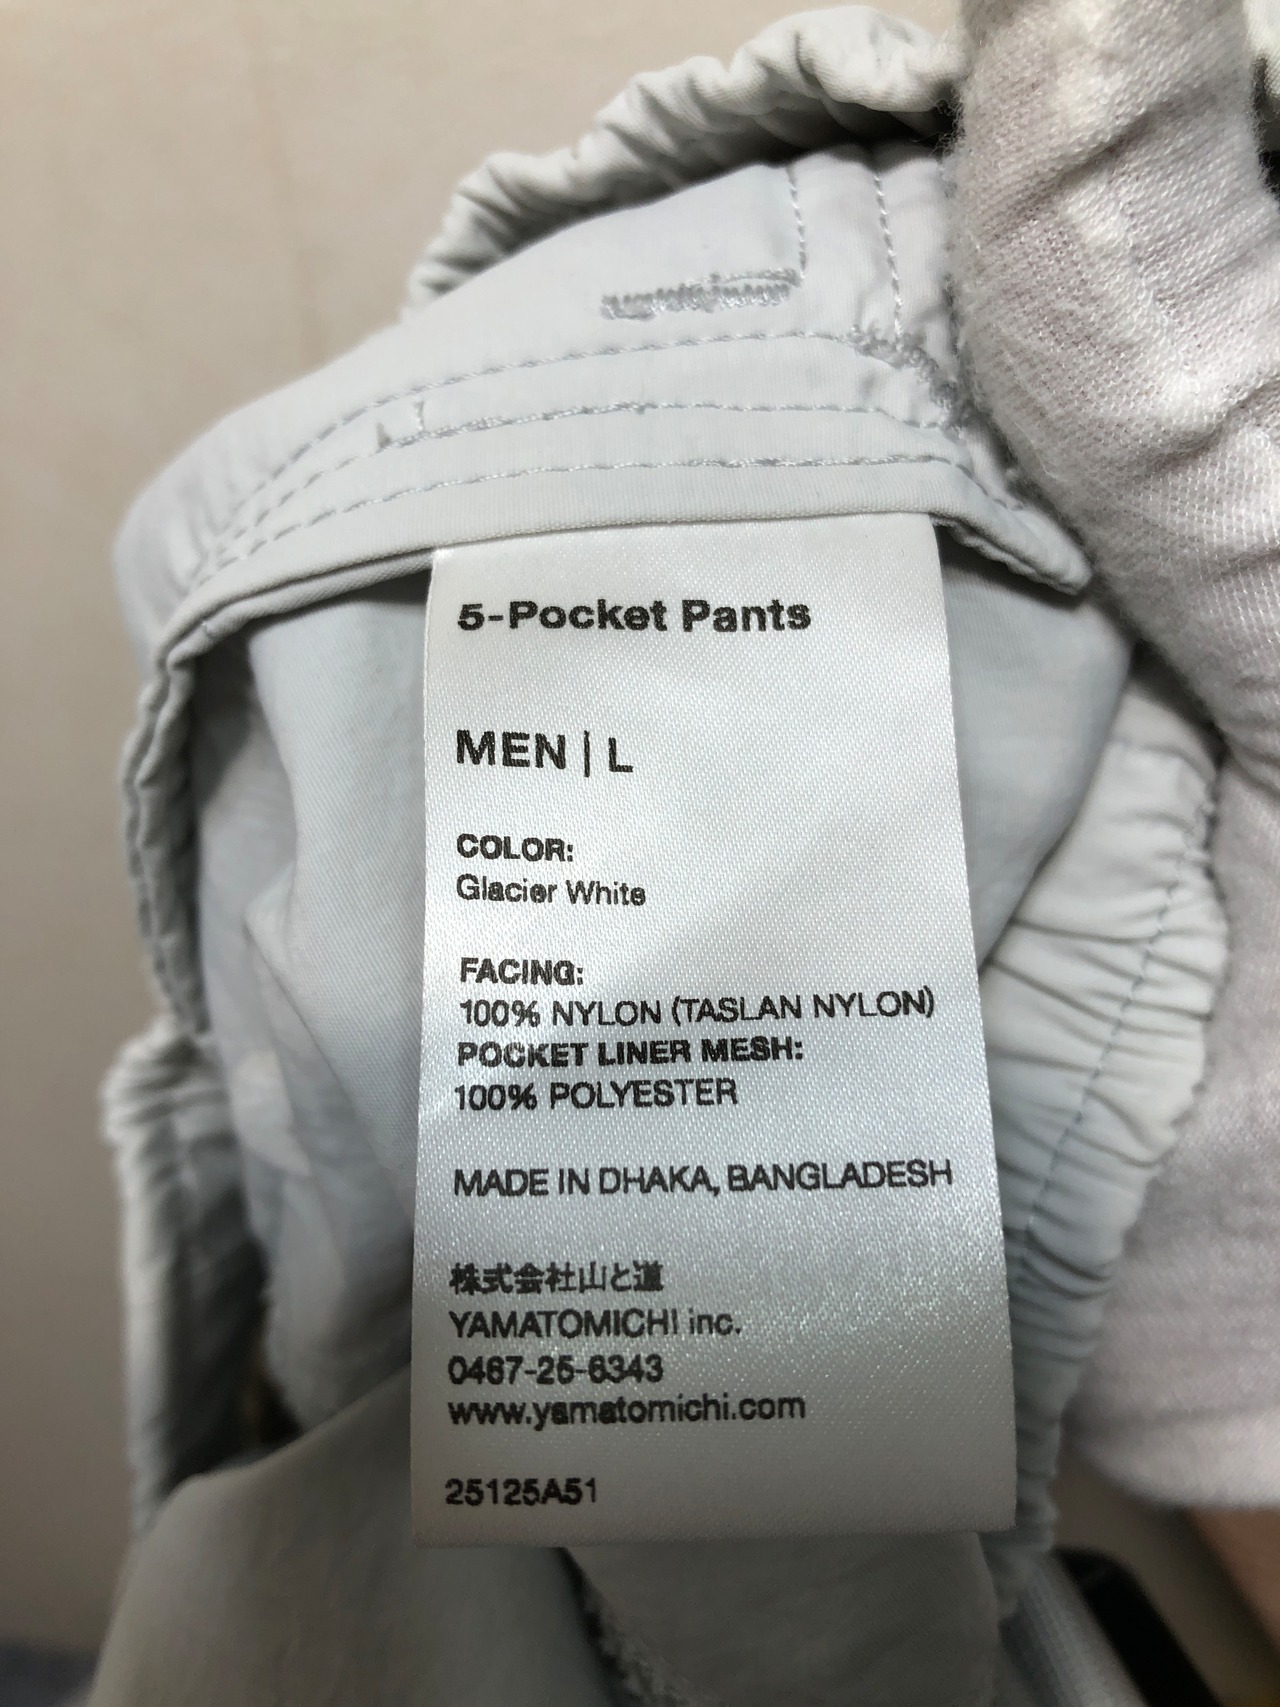 5-Pocket Pants
MEN | L
COLOR:
Glacier White
FACING:
100% NYLON (TASLAN NYLON)
POCKET LINER MESH:
100% POLYESTER
MADE IN DHAKA, BANGLADESH
株式会社山と道
YAMATOMICHI inc.
0467-25-6343
www.yamatomichi.com
25125A51